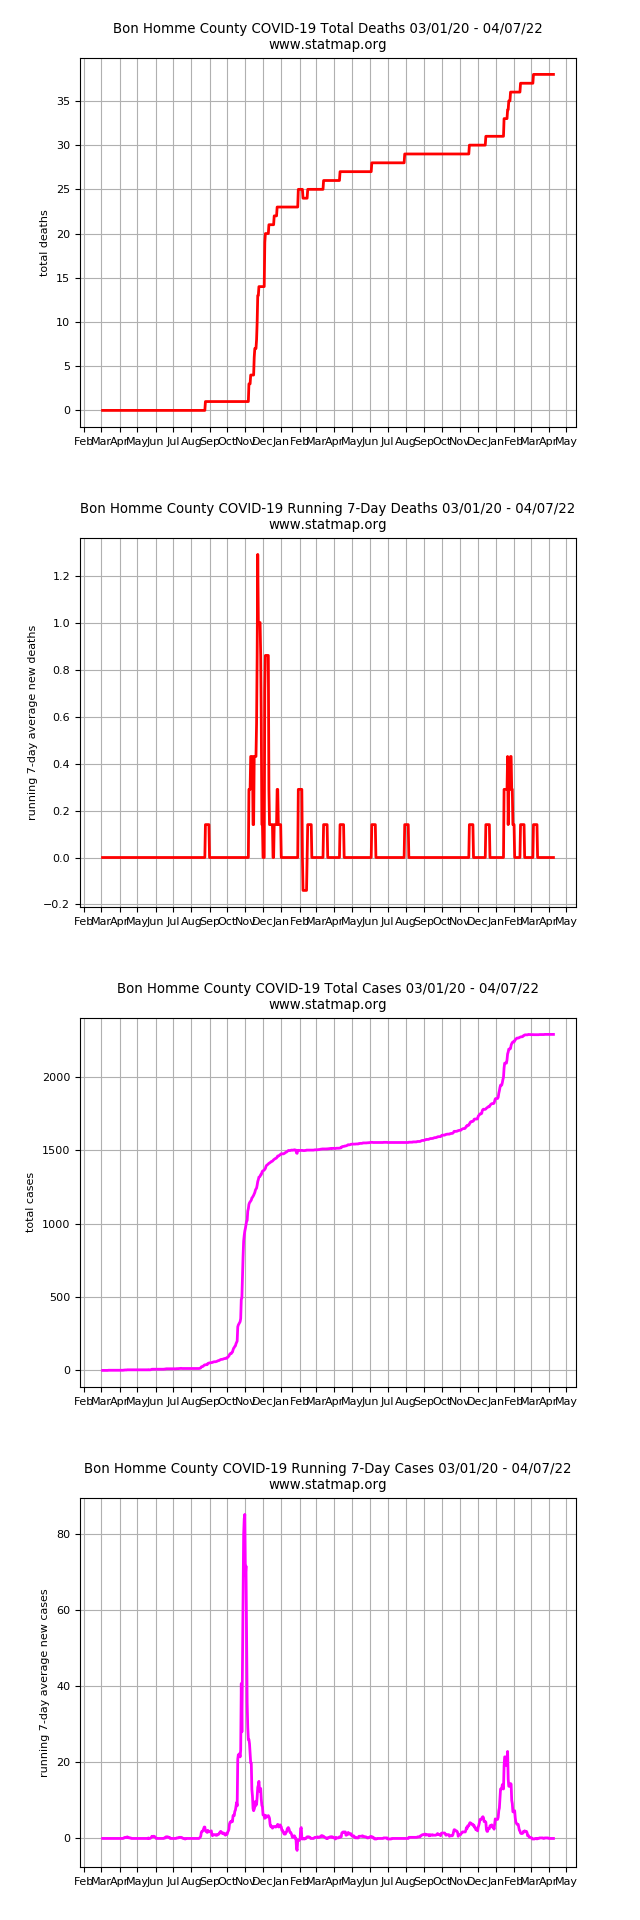 Bon Homme County COVID-19 Total Deaths 03/01/20 - 04/07/22
www.statmap.org
35
30
25
20
15
10
5
0
total deaths
Feb Mar Apr May Jun Jul Aug Sep Oct Nov Dec Jan Feb Mar Apr May Jun Jul Aug Sep Oct Nov Dec Jan Feb Mar Apr May
Bon Homme County COVID-19 Running 7-Day Deaths 03/01/20 - 04/07/22
www.statmap.org
1.2
1.0
0.8
0.6
0.4
0.2
0.0
−0.2
running 7-day average new deaths
Feb Mar Apr May Jun Jul Aug Sep Oct Nov Dec Jan Feb Mar Apr May Jun Jul Aug Sep Oct Nov Dec Jan Feb Mar Apr May
Bon Homme County COVID-19 Total Cases 03/01/20 - 04/07/22
www.statmap.org
2000
1500
1000
500
0
total cases
Feb Mar Apr May Jun Jul Aug Sep Oct Nov Dec Jan Feb Mar Apr May Jun Jul Aug Sep Oct Nov Dec Jan Feb Mar Apr May
Bon Homme County COVID-19 Running 7-Day Cases 03/01/20 - 04/07/22
www.statmap.org
80
60
40
20
0
running 7-day average new cases
Feb Mar Apr May Jun Jul Aug Sep Oct Nov Dec Jan Feb Mar Apr May Jun Jul Aug Sep Oct Nov Dec Jan Feb Mar Apr May